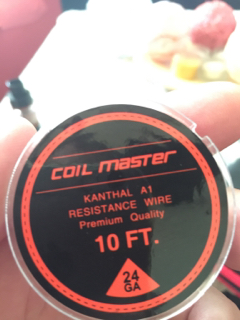 COIL MASTER
KANTHAL A1
RESISTANCE WIRE
Premium Quality
10 FT.
24
GA